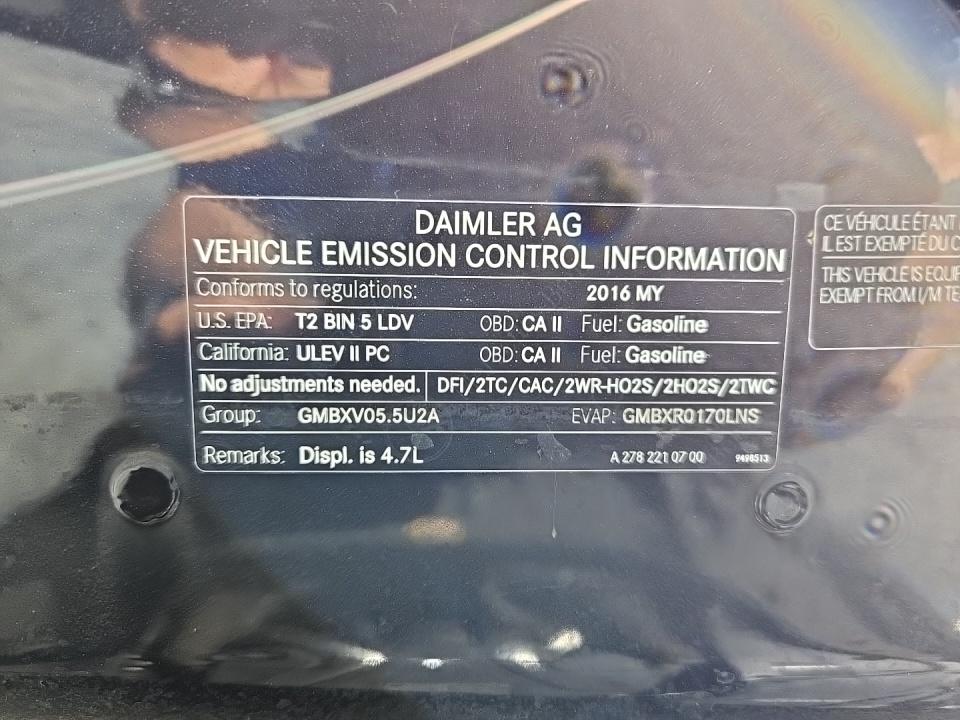 DAIMLER AG
VEHICLE EMISSION CONTROL INFORMATION
Conforms to regulations: 2016 MY
U.S. EPA: T2 BIN 5 LDV OBD: CA II Fuel: Gasoline
California: ULEV II PC OBD: CA II Fuel: Gasoline
No adjustments needed. DFI/2TC/CAC/2WR-HO2S/2HO2S/2TWC
Group: GMBXV05.5U2A EVAP: GMBXR0170LNS
Remarks: Displ. is 4.7L A 278 221 07 00 9498513
CE VÉHICULE ÉTANT
IL EST EXEMPTÉ DU
THIS VEHICLE IS
EXEMPT FROM I/M